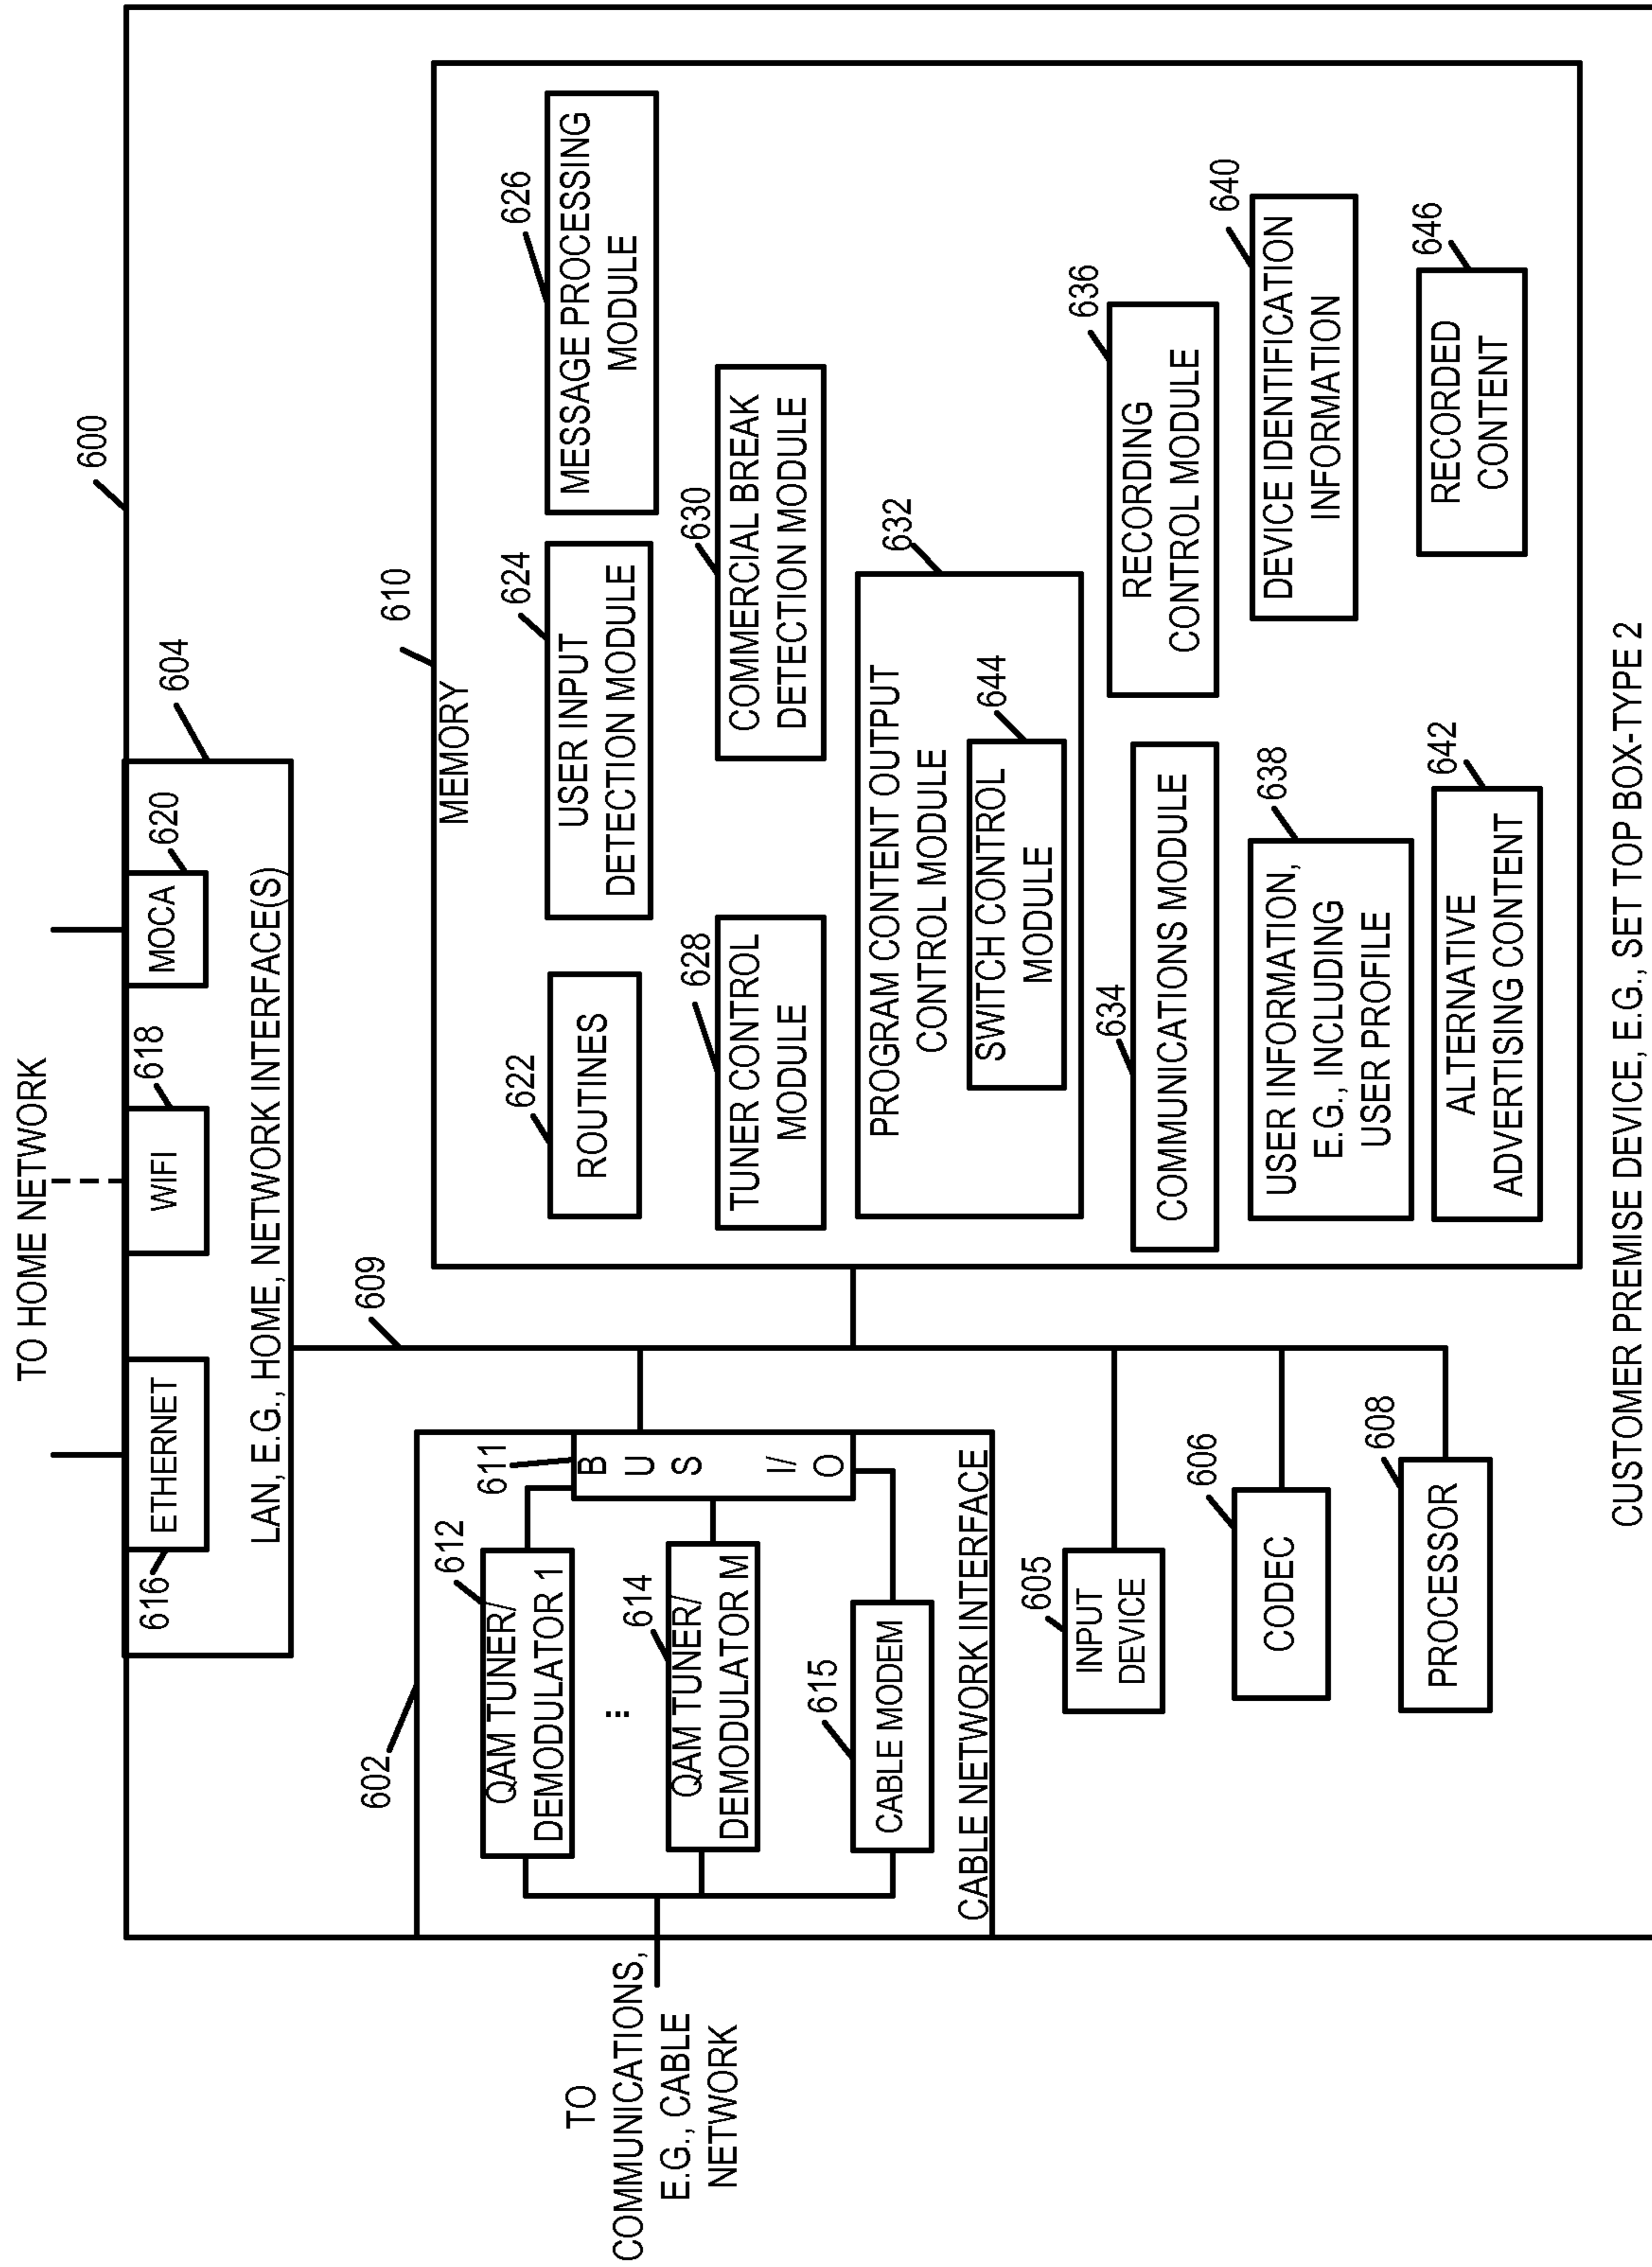 TO HOME NETWORK
600
604
616
ETHERNET
618
WIFI
620
MOCA
LAN, E.G., HOME, NETWORK INTERFACE(S)
609
610
MEMORY
622
ROUTINES
624
USER INPUT
DETECTION MODULE
626
MESSAGE PROCESSING
MODULE
628
TUNER CONTROL
MODULE
630
COMMERCIAL BREAK
DETECTION MODULE
632
PROGRAM CONTENT OUTPUT
CONTROL MODULE
644
SWITCH CONTROL
MODULE
634
COMMUNICATIONS MODULE
636
RECORDING
CONTROL MODULE
638
USER INFORMATION,
E.G., INCLUDING
USER PROFILE
640
DEVICE IDENTIFICATION
INFORMATION
642
ALTERNATIVE
ADVERTISING CONTENT
646
RECORDED
CONTENT
602
612
QAM TUNER/
DEMODULATOR 1
...
614
QAM TUNER/
DEMODULATOR M
615
CABLE MODEM
611
B
U
S
I/
O
CABLE NETWORK INTERFACE
TO
COMMUNICATIONS,
E.G., CABLE
NETWORK
605
INPUT
DEVICE
606
CODEC
608
PROCESSOR
CUSTOMER PREMISE DEVICE, E.G., SET TOP BOX-TYPE 2